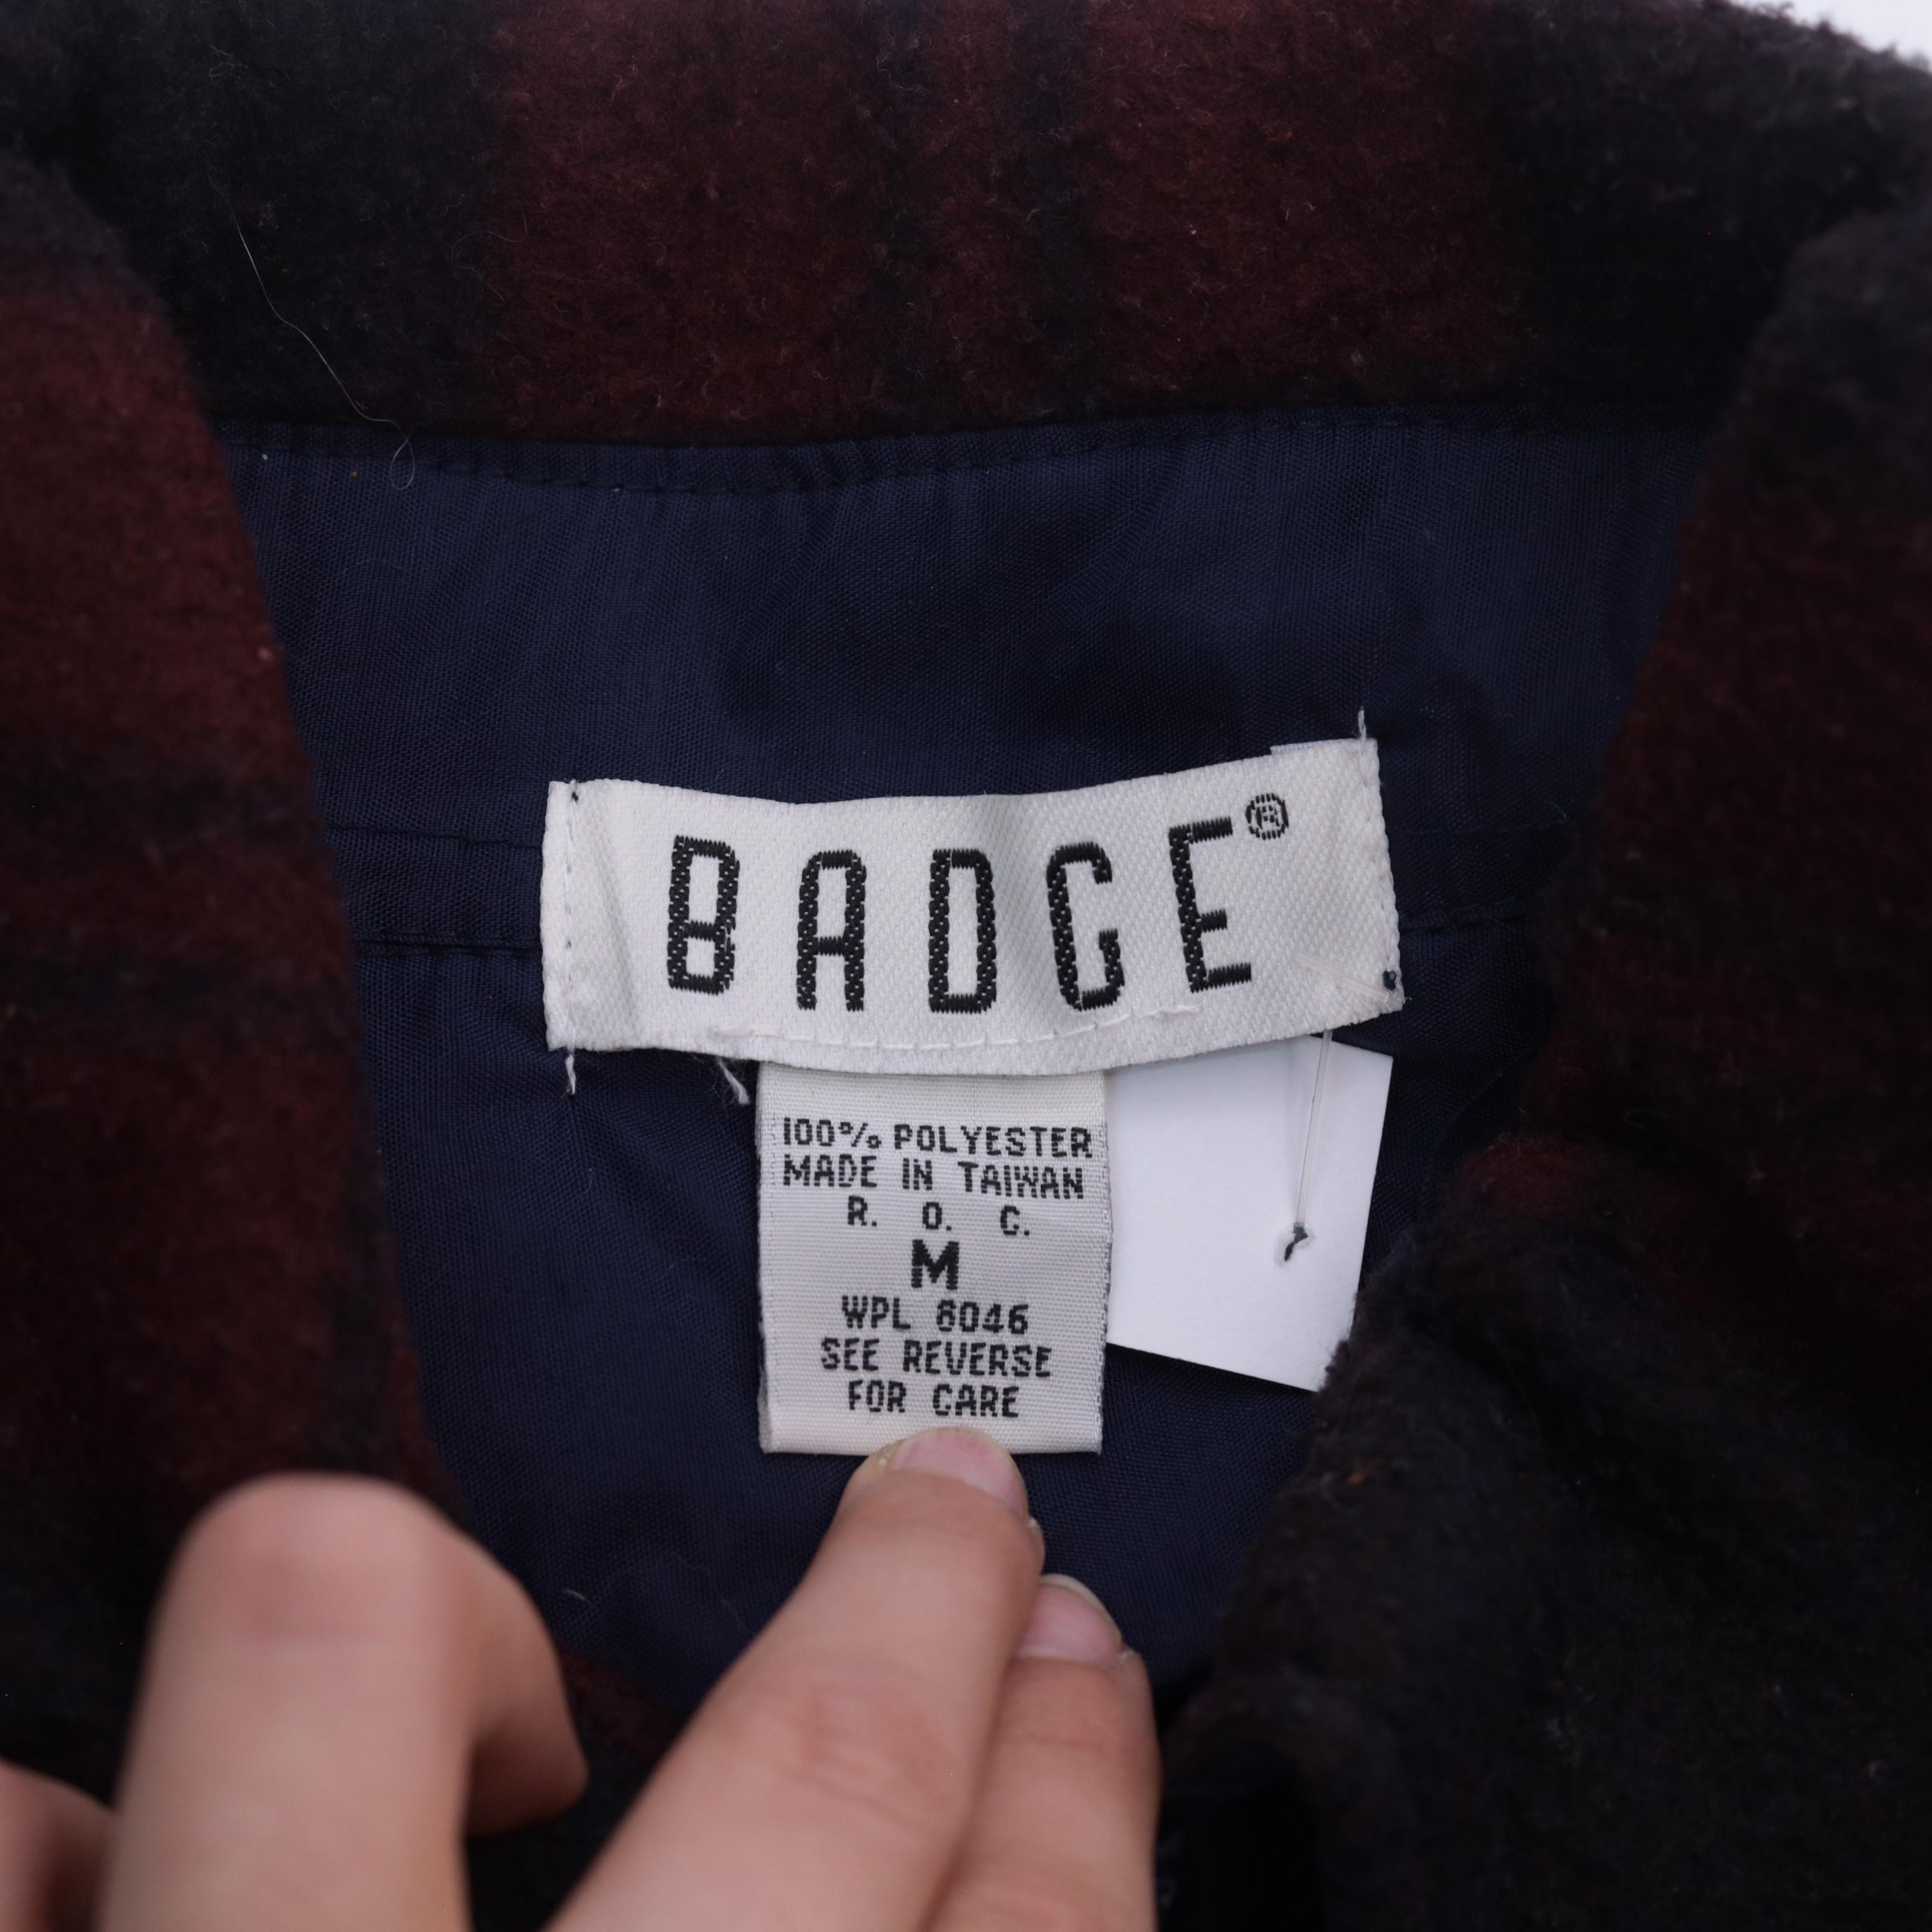 BADGE®
100% POLYESTER
MADE IN TAIWAN
R. O. C.
M
WPL 6046
SEE REVERSE
FOR CARE